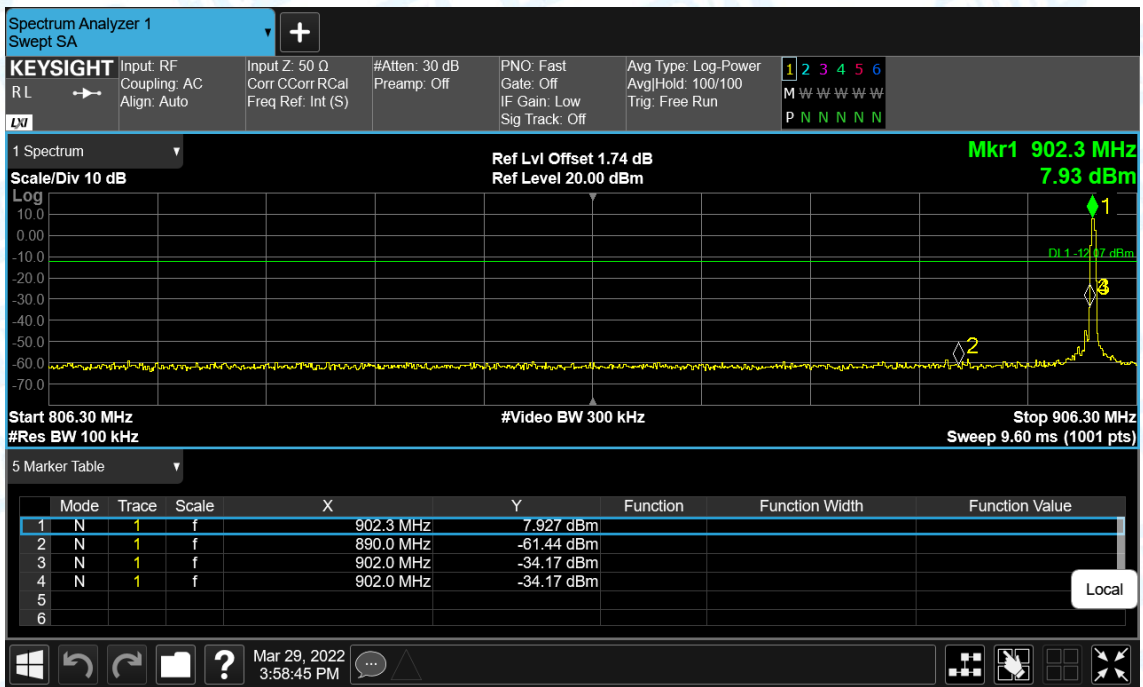 Spectrum Analyzer 1
Swept SA
+
KEYSIGHT
R L
LXI
Input: RF
Coupling: AC
Align: Auto
Input Z: 50 Ω
Corr CCorr RCal
Freq Ref: Int (S)
#Atten: 30 dB
Preamp: Off
PNO: Fast
Gate: Off
IF Gain: Low
Sig Track: Off
Avg Type: Log-Power
Avg|Hold: 100/100
Trig: Free Run
1 2 3 4 5 6
M W W W W W
P N N N N N
1 Spectrum
Scale/Div 10 dB
Ref Lvl Offset 1.74 dB
Ref Level 20.00 dBm
Mkr1 902.3 MHz
7.93 dBm
Log
10.0
0.00
-10.0
-20.0
-30.0
-40.0
-50.0
-60.0
-70.0
1
DL1 -12.07 dBm
2
Start 806.30 MHz
#Res BW 100 kHz
#Video BW 300 kHz
Stop 906.30 MHz
Sweep 9.60 ms (1001 pts)
5 Marker Table
Mode Trace Scale X Y Function Function Width Function Value
1 N 1 f 902.3 MHz 7.927 dBm
2 N 1 f 890.0 MHz -61.44 dBm
3 N 1 f 902.0 MHz -34.17 dBm
4 N 1 f 902.0 MHz -34.17 dBm
5
6
Local
?
Mar 29, 2022
3:58:45 PM